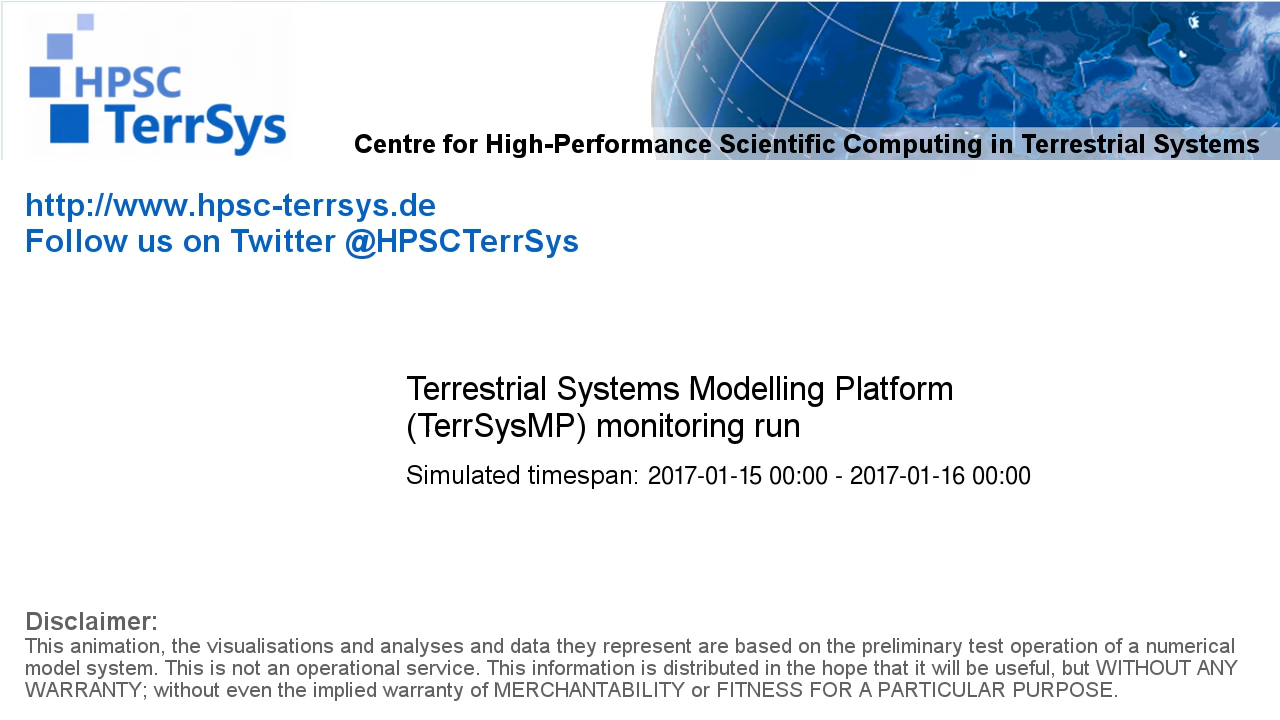 HPSC
TerrSys
Centre for High-Performance Scientific Computing in Terrestrial Systems
http://www.hpsc-terrsys.de
Follow us on Twitter @HPSCTerrSys
Terrestrial Systems Modelling Platform
(TerrSysMP) monitoring run
Simulated timespan: 2017-01-15 00:00 - 2017-01-16 00:00
Disclaimer:
This animation, the visualisations and analyses and data they represent are based on the preliminary test operation of a numerical
model system. This is not an operational service. This information is distributed in the hope that it will be useful, but WITHOUT ANY
WARRANTY; without even the implied warranty of MERCHANTABILITY or FITNESS FOR A PARTICULAR PURPOSE.